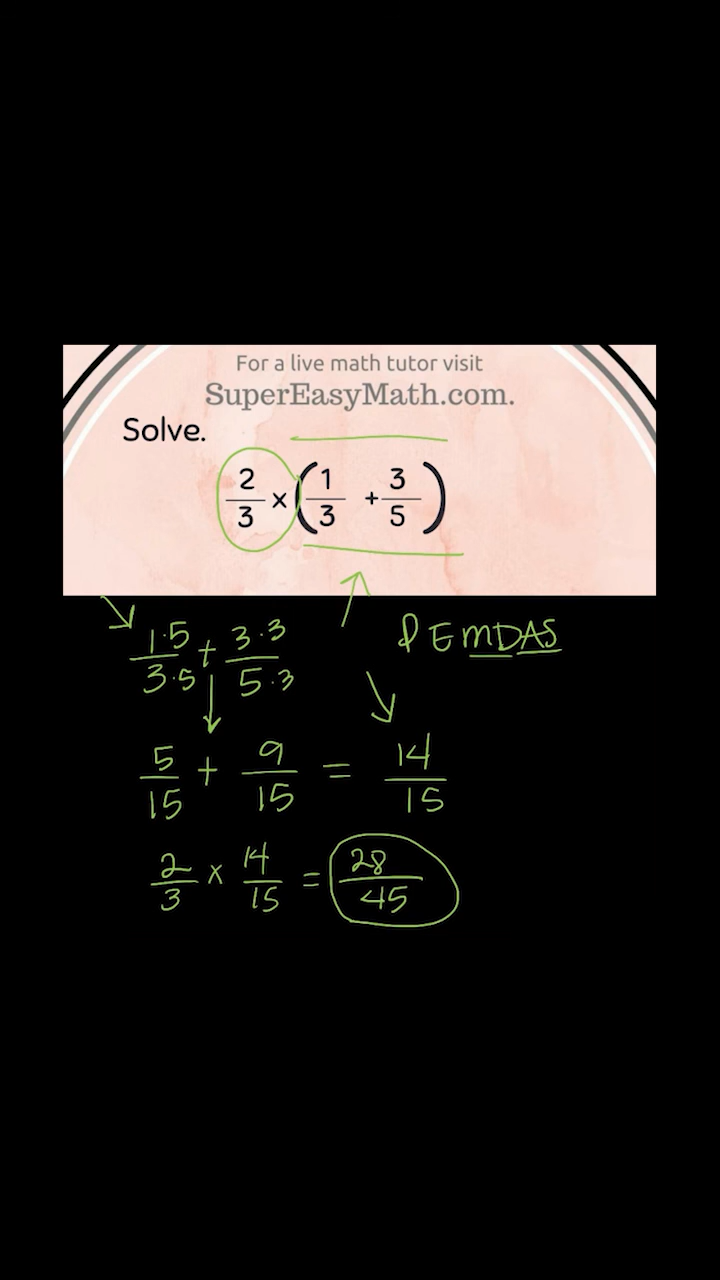 For a live math tutor visit
SuperEasyMath.com.
Solve.
2/3 x (1/3 + 3/5)
1·5/3·5 + 3·3/5·3
PEMDAS
5/15 + 9/15 = 14/15
2/3 x 14/15 = 28/45